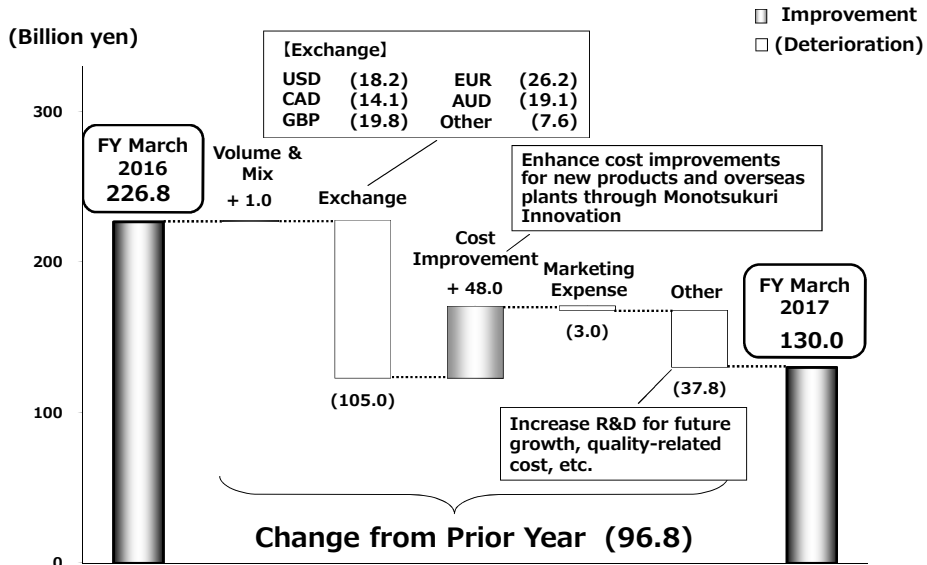 Improvement
(Deterioration)
(Billion yen)
【Exchange】
USD (18.2) EUR (26.2)
CAD (14.1) AUD (19.1)
GBP (19.8) Other (7.6)
300
200
100
0
FY March
2016
226.8
Volume &
Mix
+ 1.0
Exchange
(105.0)
Enhance cost improvements
for new products and overseas
plants through Monotsukuri
Innovation
Cost
Improvement
+ 48.0
Marketing
Expense
(3.0)
Other
(37.8)
FY March
2017
130.0
Increase R&D for future
growth, quality-related
cost, etc.
Change from Prior Year (96.8)